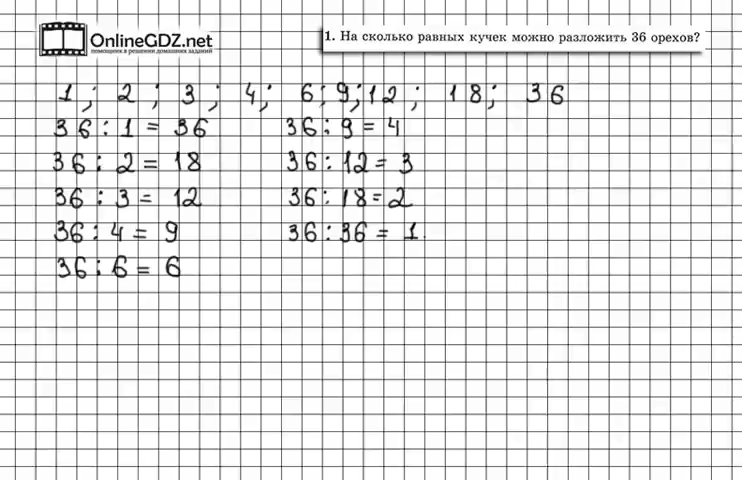 OnlineGDZ.net
помощник в решении домашних заданий
1. На сколько равных кучек можно разложить 36 орехов?
1; 2; 3; 4; 6; 9; 12; 18; 36
36 : 1 = 36
36 : 2 = 18
36 : 3 = 12
36 : 4 = 9
36 : 6 = 6
36 : 9 = 4
36 : 12 = 3
36 : 18 = 2
36 : 36 = 1.